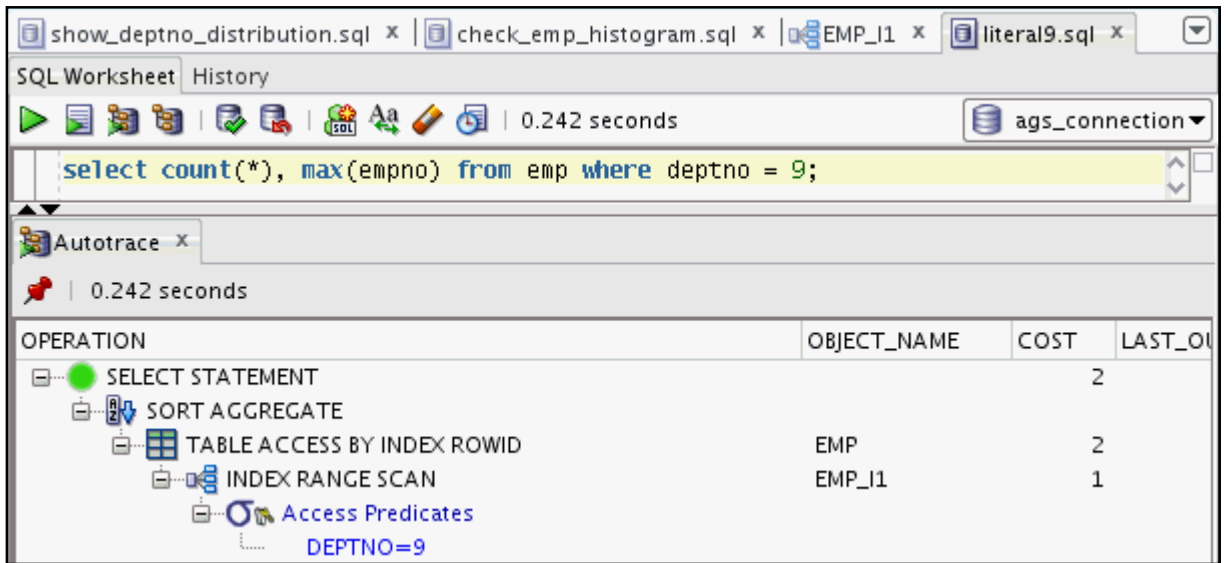 show_deptno_distribution.sql x check_emp_histogram.sql x EMP_I1 x literal9.sql x
SQL Worksheet History
0.242 seconds ags_connection
select count(*), max(empno) from emp where deptno = 9;
Autotrace x
0.242 seconds
OPERATION OBJECT_NAME COST LAST_OU
SELECT STATEMENT 2
SORT AGGREGATE
TABLE ACCESS BY INDEX ROWID EMP 2
INDEX RANGE SCAN EMP_I1 1
Access Predicates
DEPTNO=9